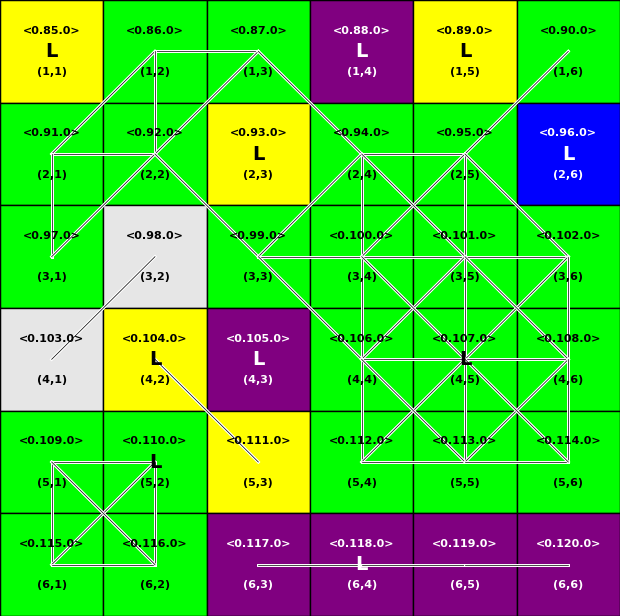 <0.85.0> <0.86.0> <0.87.0> <0.88.0> <0.89.0> <0.90.0>
L L L
(1,1) (1,2) (1,3) (1,4) (1,5) (1,6)
<0.91.0> <0.92.0> <0.93.0> <0.94.0> <0.95.0> <0.96.0>
L L
(2,1) (2,2) (2,3) (2,4) (2,5) (2,6)
<0.97.0> <0.98.0> <0.99.0> <0.100.0> <0.101.0> <0.102.0>
(3,1) (3,2) (3,3) (3,4) (3,5) (3,6)
<0.103.0> <0.104.0> <0.105.0> <0.106.0> <0.107.0> <0.108.0>
L L L
(4,1) (4,2) (4,3) (4,4) (4,5) (4,6)
<0.109.0> <0.110.0> <0.111.0> <0.112.0> <0.113.0> <0.114.0>
L
(5,1) (5,2) (5,3) (5,4) (5,5) (5,6)
<0.115.0> <0.116.0> <0.117.0> <0.118.0> <0.119.0> <0.120.0>
L
(6,1) (6,2) (6,3) (6,4) (6,5) (6,6)